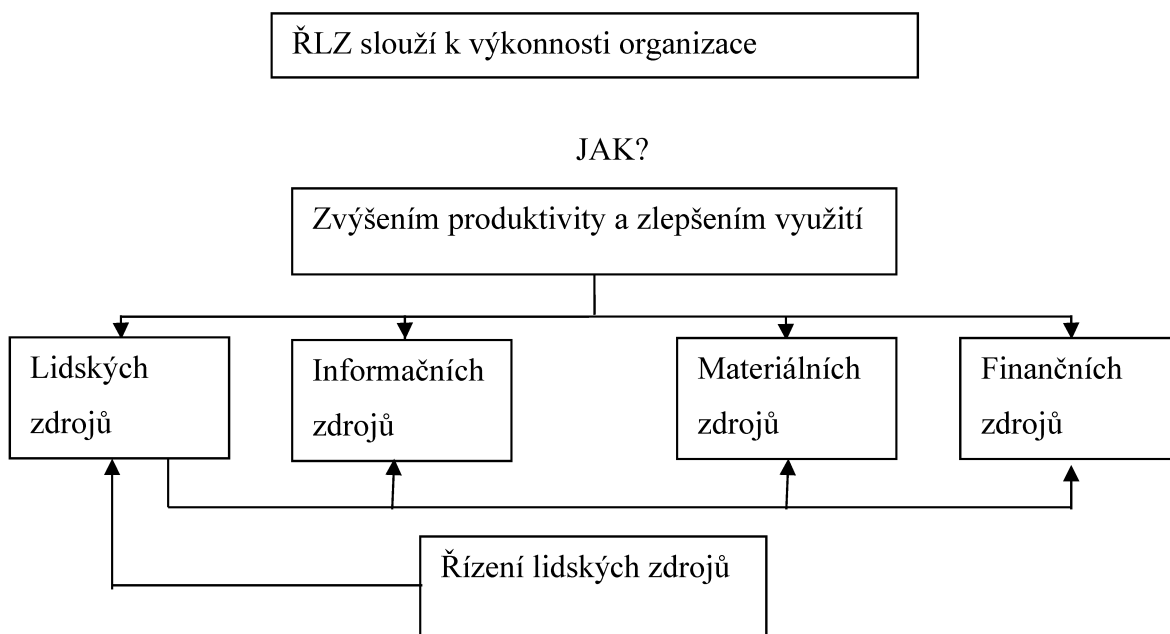 ŘLZ slouží k výkonnosti organizace
JAK?
Zvýšením produktivity a zlepšením využití
Lidských
zdrojů
Informačních
zdrojů
Materiálních
zdrojů
Finančních
zdrojů
Řízení lidských zdrojů